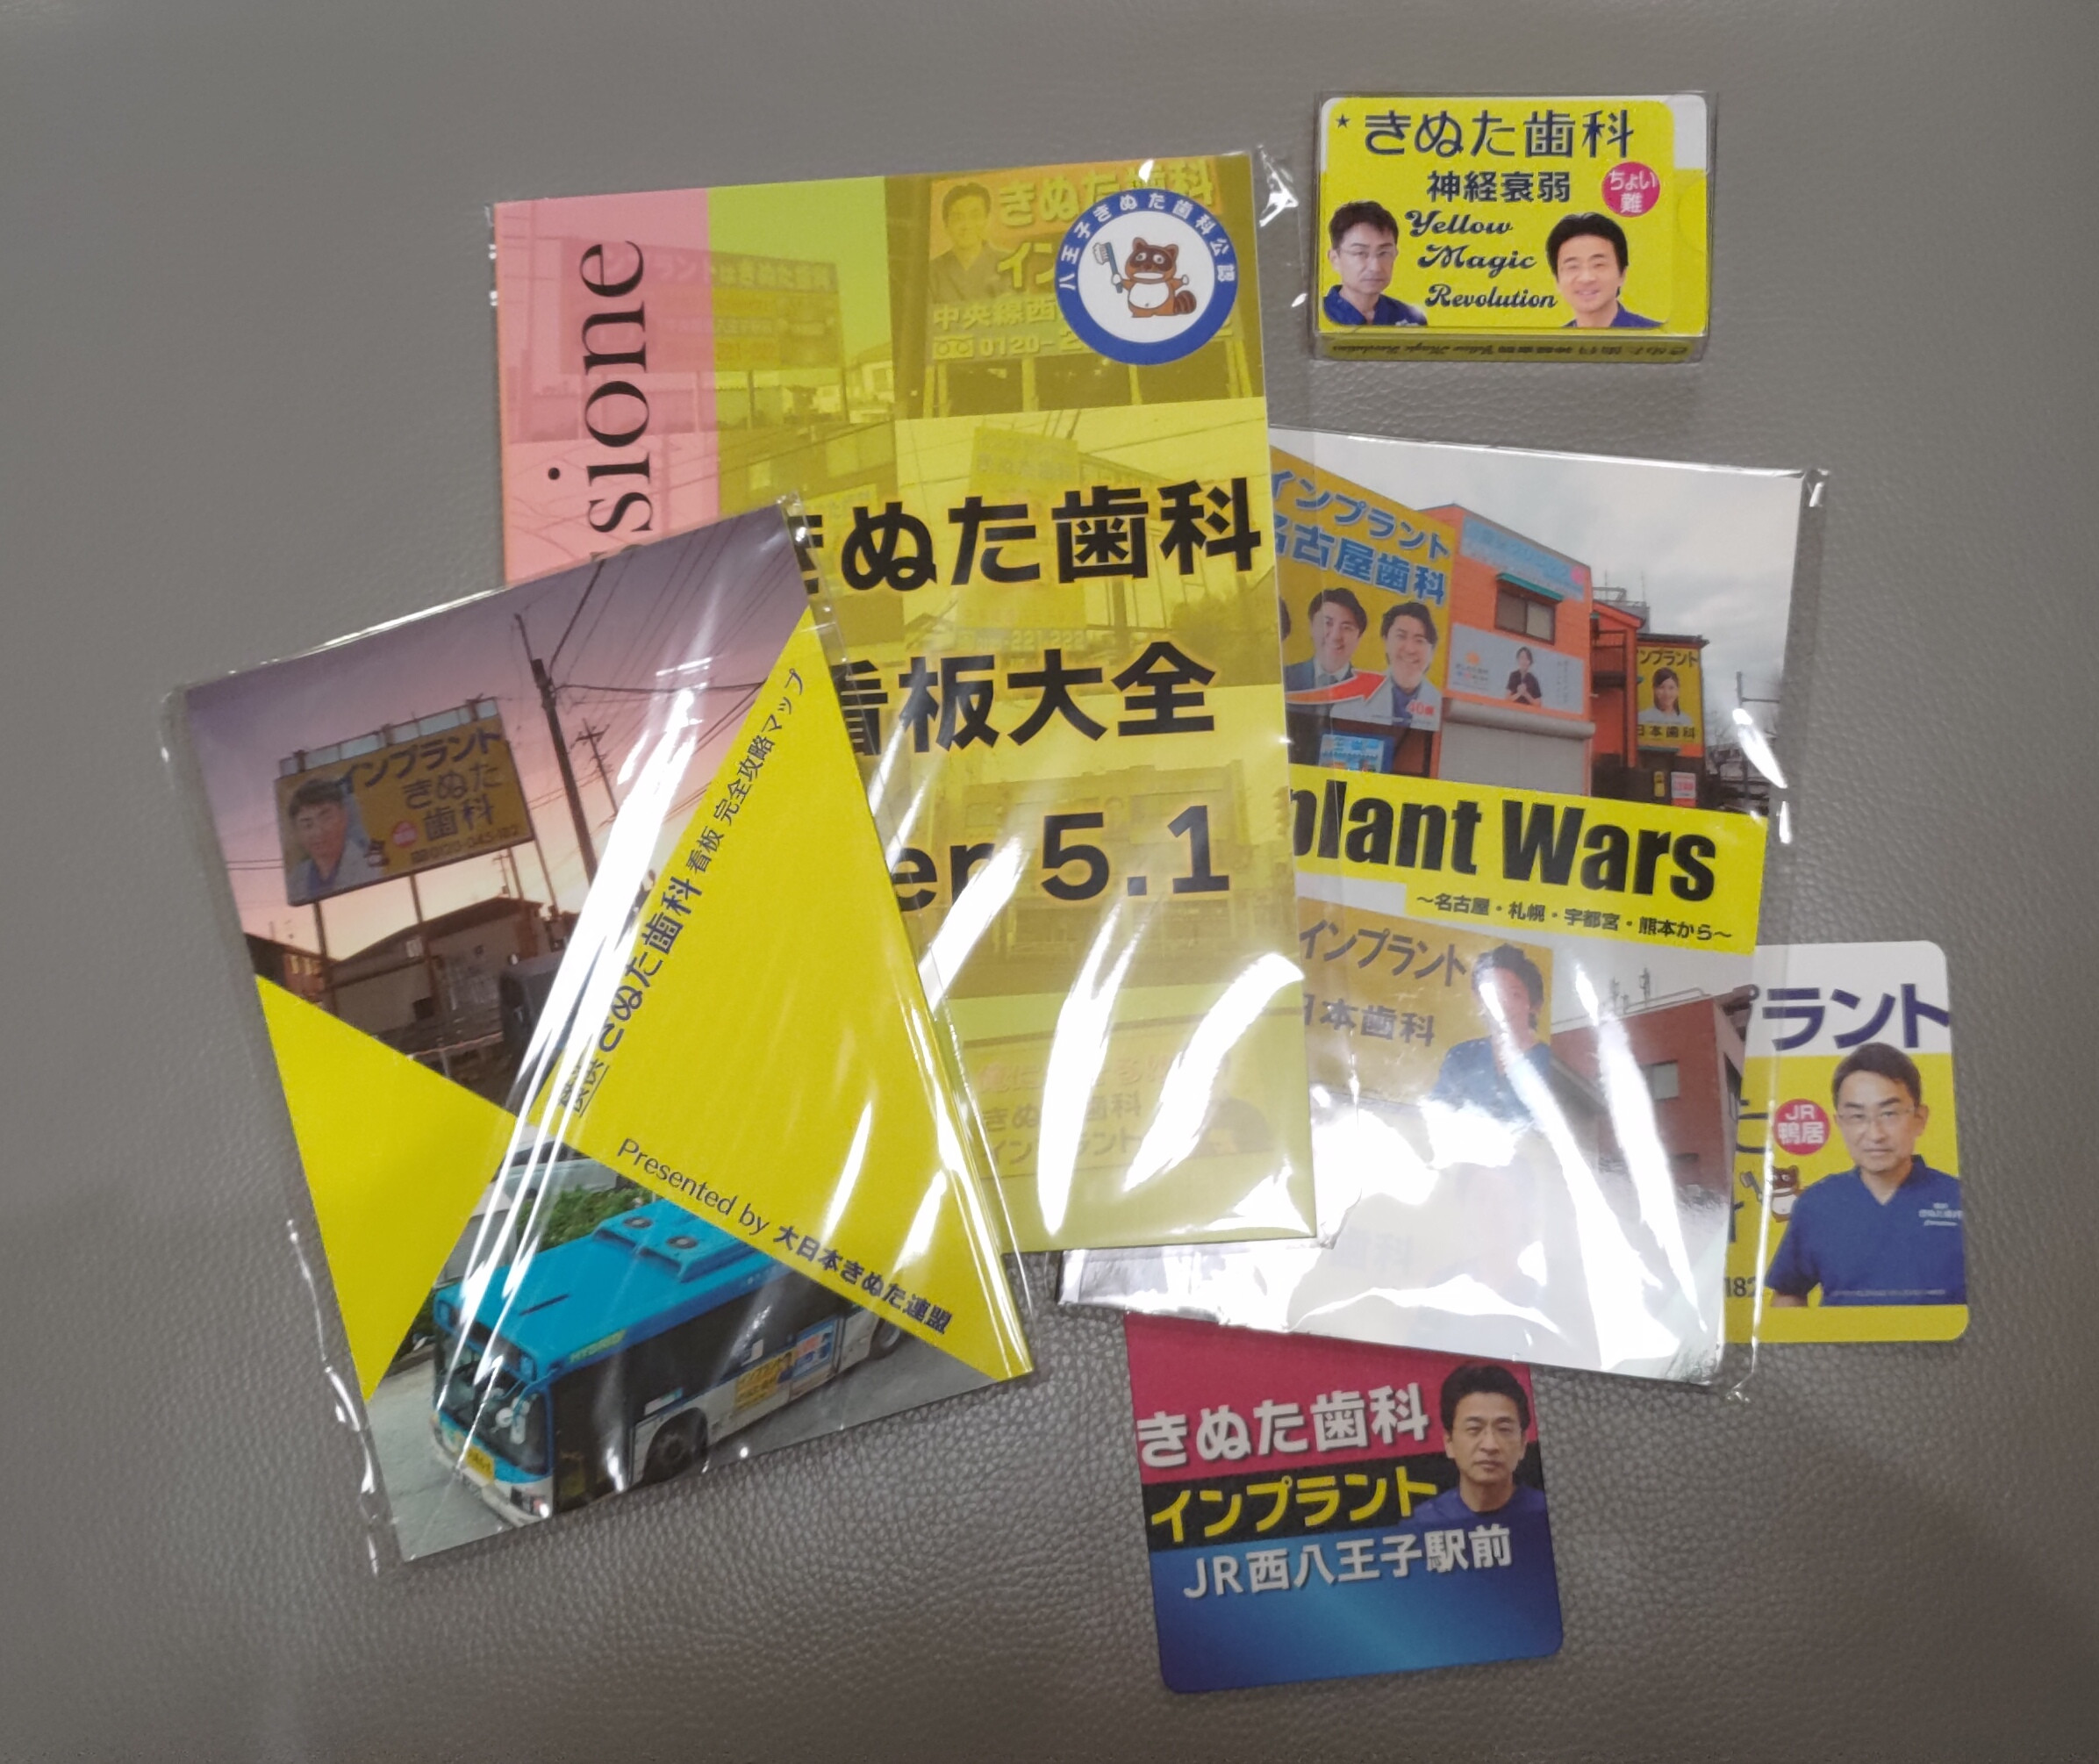 ★きぬた歯科
神経衰弱
ちょい
難
Yellow
Magic
Revolution
sione
きぬた歯科
八王子きぬた歯科公認
中央線西
0120-2
きぬた歯科
看板大全
er 5.1
インプラント
きぬた
歯科
きぬた歯科 看板 完全攻略マップ
Presented by 大日本きぬた連盟
インプラント
名古屋歯科
40歳
ンプラント
日本歯科
plant Wars
～名古屋・札幌・宇都宮・熊本から～
インプラント
日本歯科
プラント
JR
鴨居
182
きぬた歯科
インプラント
JR西八王子駅前